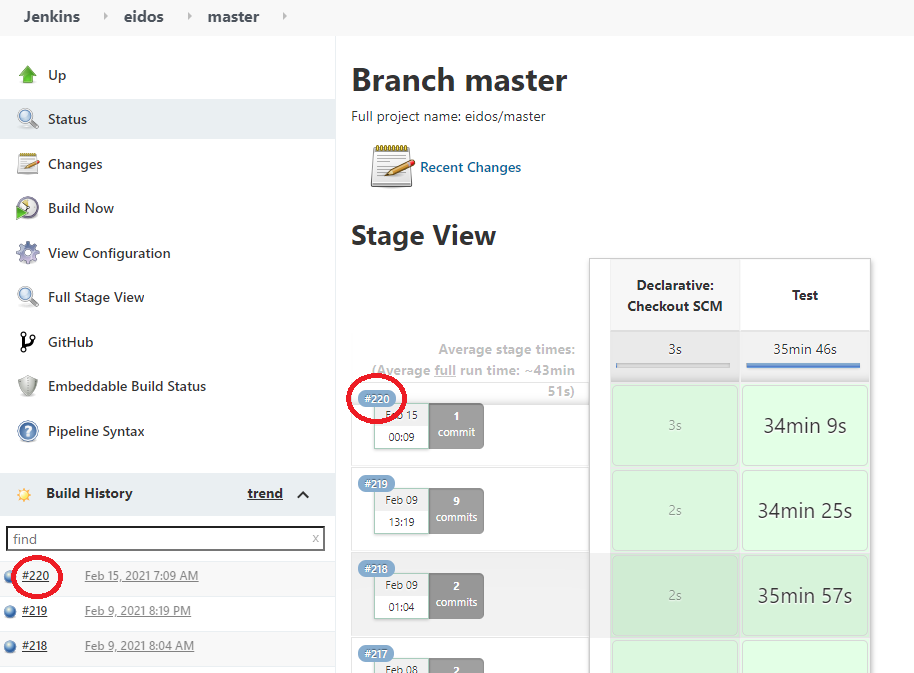 Jenkins eidos master
Up
Status
Changes
Build Now
View Configuration
Full Stage View
GitHub
Embeddable Build Status
Pipeline Syntax
Build History trend
find x
#220 Feb 15, 2021 7:09 AM
#219 Feb 9, 2021 8:19 PM
#218 Feb 9, 2021 8:04 AM
Branch master
Full project name: eidos/master
Recent Changes
Stage View
Declarative:
Checkout SCM
Test
Average stage times:
(Average full run time: ~43min
51s)
3s
35min 46s
#220
Feb 15
00:09
1
commit
3s
34min 9s
#219
Feb 09
13:19
9
commits
2s
34min 25s
#218
Feb 09
01:04
2
commits
2s
35min 57s
#217
Feb 08
2